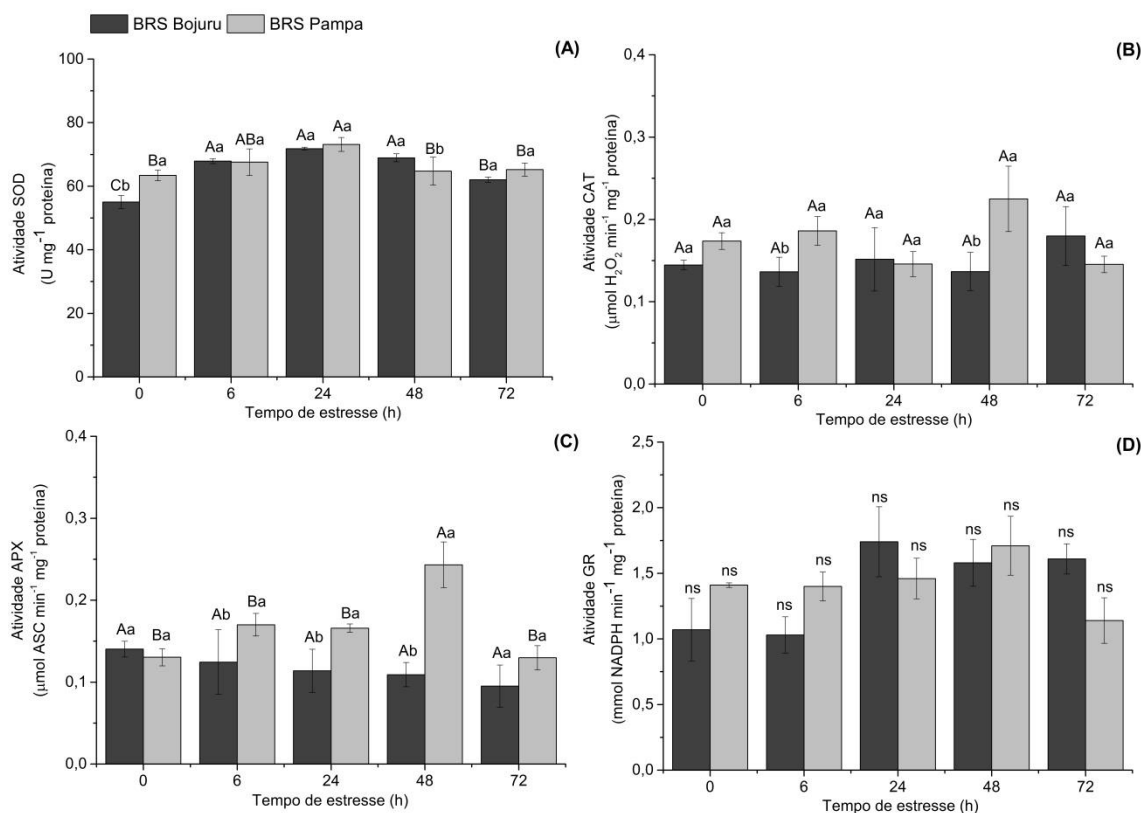 BRS Bojuru BRS Pampa
(A)
100
80
60
40
20
0
Atividade SOD
(U mg⁻¹ proteína)
Cb Ba Aa ABa Aa Aa Aa Bb Ba Ba
0 6 24 48 72
Tempo de estresse (h)
(B)
0,4
0,3
0,2
0,1
0,0
Atividade CAT
(μmol H₂O₂ min⁻¹ mg⁻¹ proteína)
Aa Aa Ab Aa Aa Aa Ab Aa Aa Aa
0 6 24 48 72
Tempo de estresse (h)
(C)
0,4
0,3
0,2
0,1
0,0
Atividade APX
(μmol ASC min⁻¹ mg⁻¹ proteína)
Aa Ba Ab Ba Ab Ba Ab Aa Aa Ba
0 6 24 48 72
Tempo de estresse (h)
(D)
2,5
2,0
1,5
1,0
0,5
0,0
Atividade GR
(mmol NADPH min⁻¹ mg⁻¹ proteína)
ns ns ns ns ns ns ns ns ns ns
0 6 24 48 72
Tempo de estresse (h)